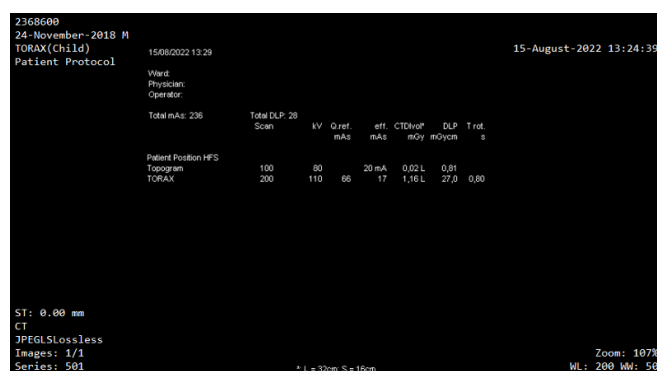 2368600
24-November-2018 M
TORAX(Child)
Patient Protocol
15-August-2022 13:24:39
15/08/2022 13:29
Ward:
Physician:
Operator:
Total mAs: 236 Total DLP: 28
Scan kV Q.ref. eff. CTDIvol* DLP T rot.
mAs mAs mGy mGycm s
Patient Position HFS
Topogram 100 80 20 mA 0,02 L 0,81
TORAX 200 110 66 17 1,16 L 27,0 0,80
ST: 0.00 mm
CT
JPEGLSLossless
Images: 1/1
Series: 501
* L = 32cm; S = 16cm
Zoom: 107%
WL: 200 WW: 50